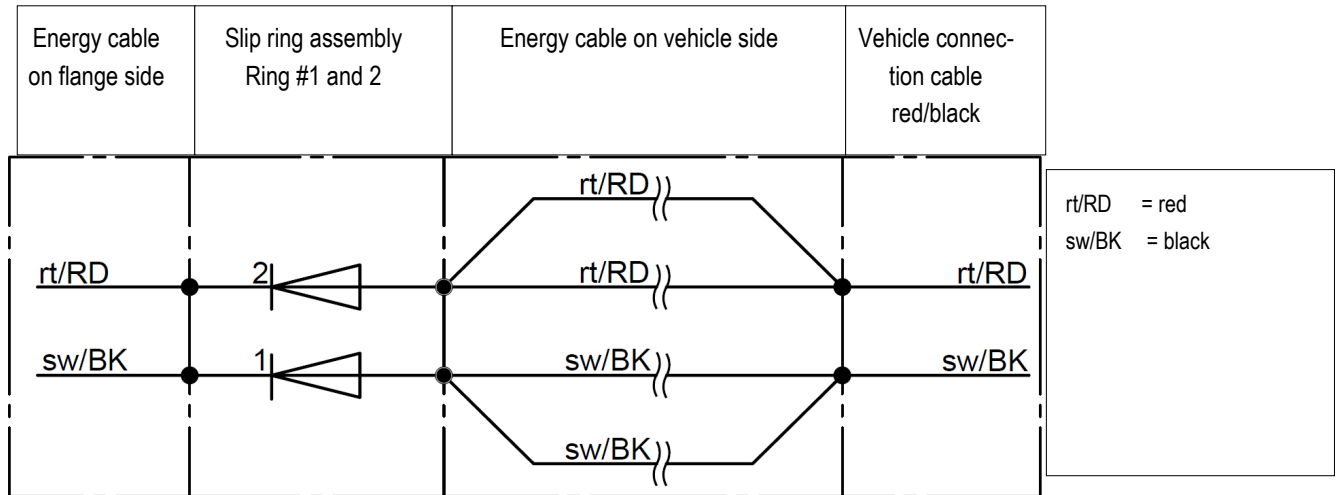 Energy cable
on flange side
Slip ring assembly
Ring #1 and 2
Energy cable on vehicle side
Vehicle connec-
tion cable
red/black
rt/RD
rt/RD = red
sw/BK = black
rt/RD 2 rt/RD rt/RD
sw/BK 1 sw/BK sw/BK
sw/BK